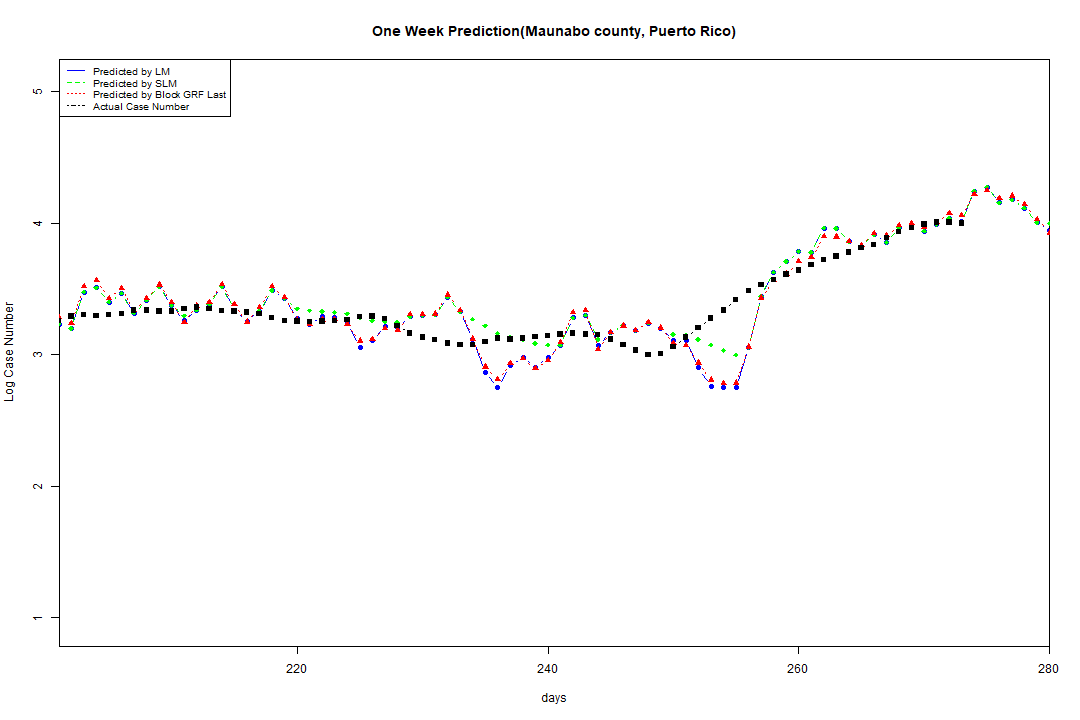 One Week Prediction(Maunabo county, Puerto Rico)
Predicted by LM
Predicted by SLM
Predicted by Block GRF Last
Actual Case Number
5
4
3
2
1
Log Case Number
220
240
260
280
days